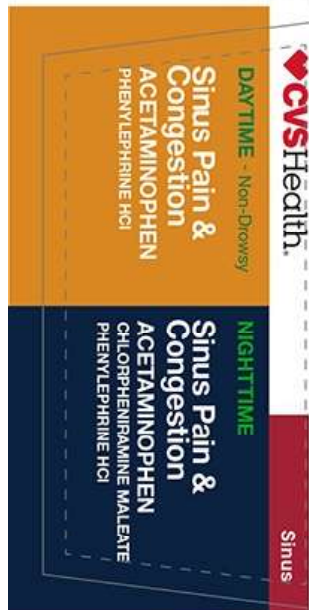 CVSHealth.
Sinus
DAYTIME - Non-Drowsy
Sinus Pain &
Congestion
ACETAMINOPHEN
PHENYLEPHRINE HCl
NIGHTTIME
Sinus Pain &
Congestion
ACETAMINOPHEN
CHLORPHENIRAMINE MALEATE
PHENYLEPHRINE HCl